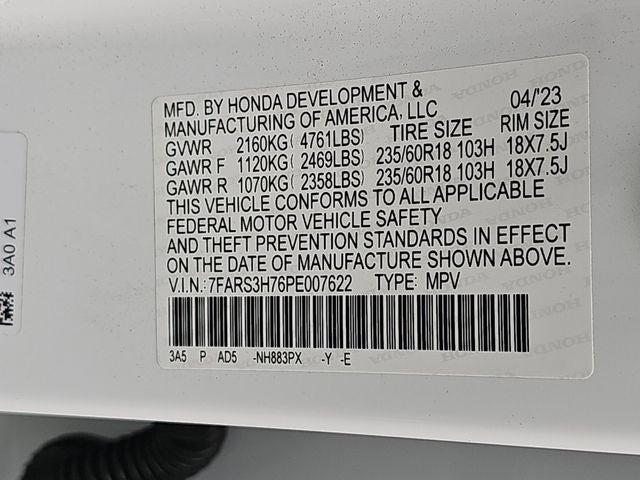 MFD. BY HONDA DEVELOPMENT & 04/'23
MANUFACTURING OF AMERICA, LLC
TIRE SIZE RIM SIZE
GVWR 2160KG( 4761LBS)
GAWR F 1120KG( 2469LBS) 235/60R18 103H 18X7.5J
GAWR R 1070KG( 2358LBS) 235/60R18 103H 18X7.5J
THIS VEHICLE CONFORMS TO ALL APPLICABLE
FEDERAL MOTOR VEHICLE SAFETY
AND THEFT PREVENTION STANDARDS IN EFFECT
ON THE DATE OF MANUFACTURE SHOWN ABOVE.
V.I.N.: 7FARS3H76PE007622 TYPE: MPV
3A5 P AD5 -NH883PX -Y -E
3A0 A1
HONDA HONDA HONDA